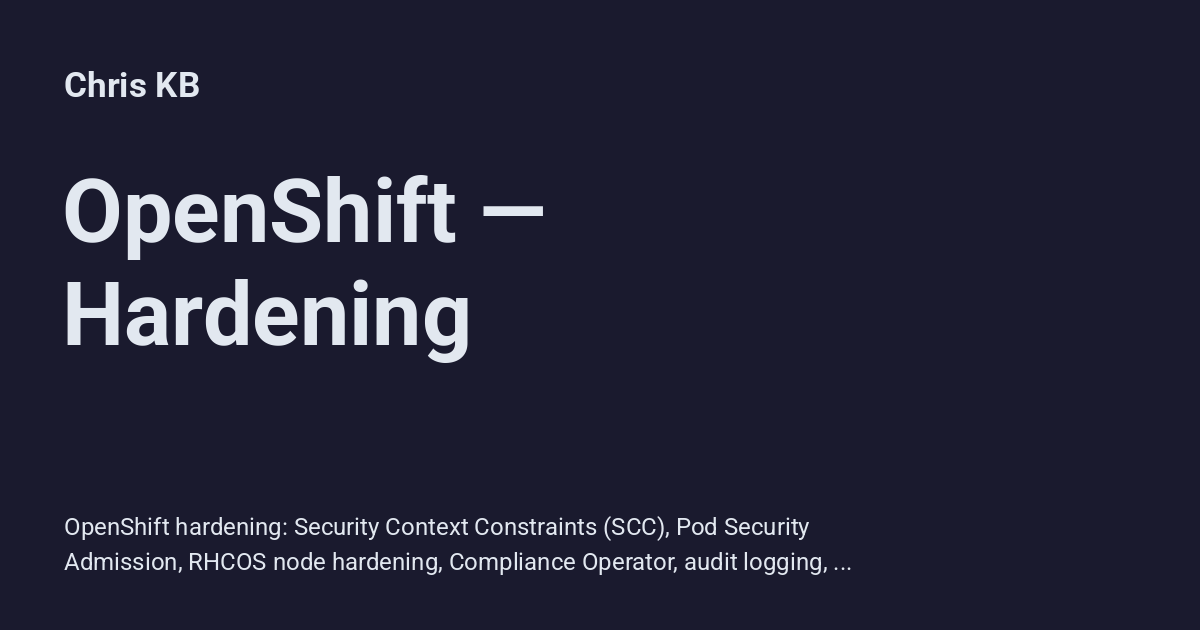 Chris KB
OpenShift —
Hardening
OpenShift hardening: Security Context Constraints (SCC), Pod Security
Admission, RHCOS node hardening, Compliance Operator, audit logging, ...